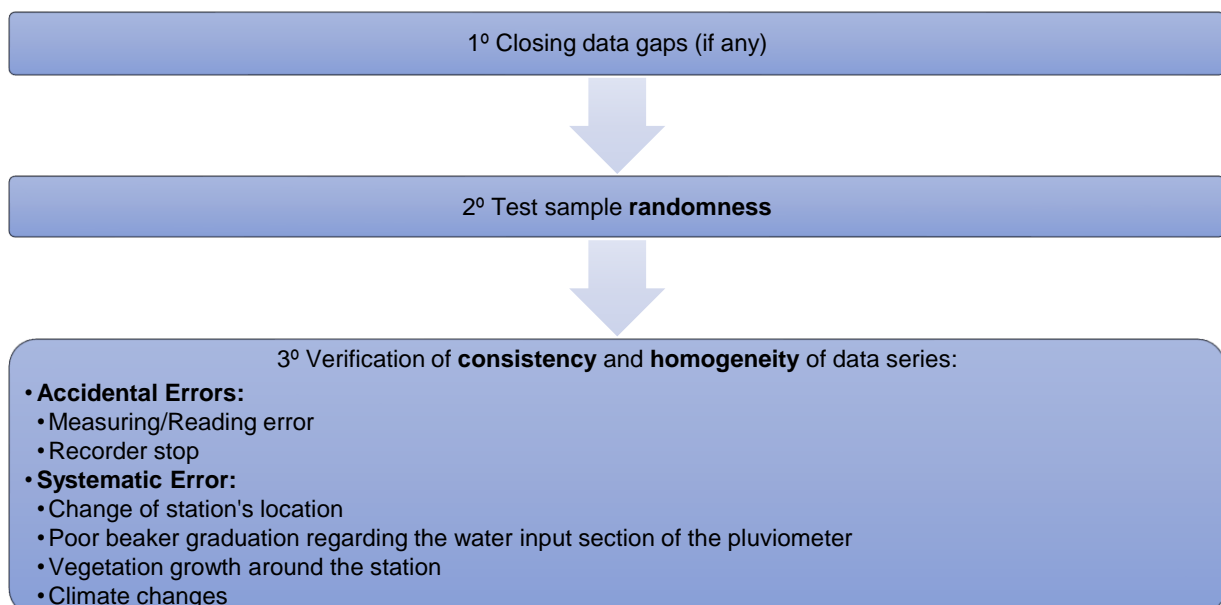 1º Closing data gaps (if any)
2º Test sample randomness
3º Verification of consistency and homogeneity of data series:
• Accidental Errors:
• Measuring/Reading error
• Recorder stop
• Systematic Error:
• Change of station's location
• Poor beaker graduation regarding the water input section of the pluviometer
• Vegetation growth around the station
• Climate changes